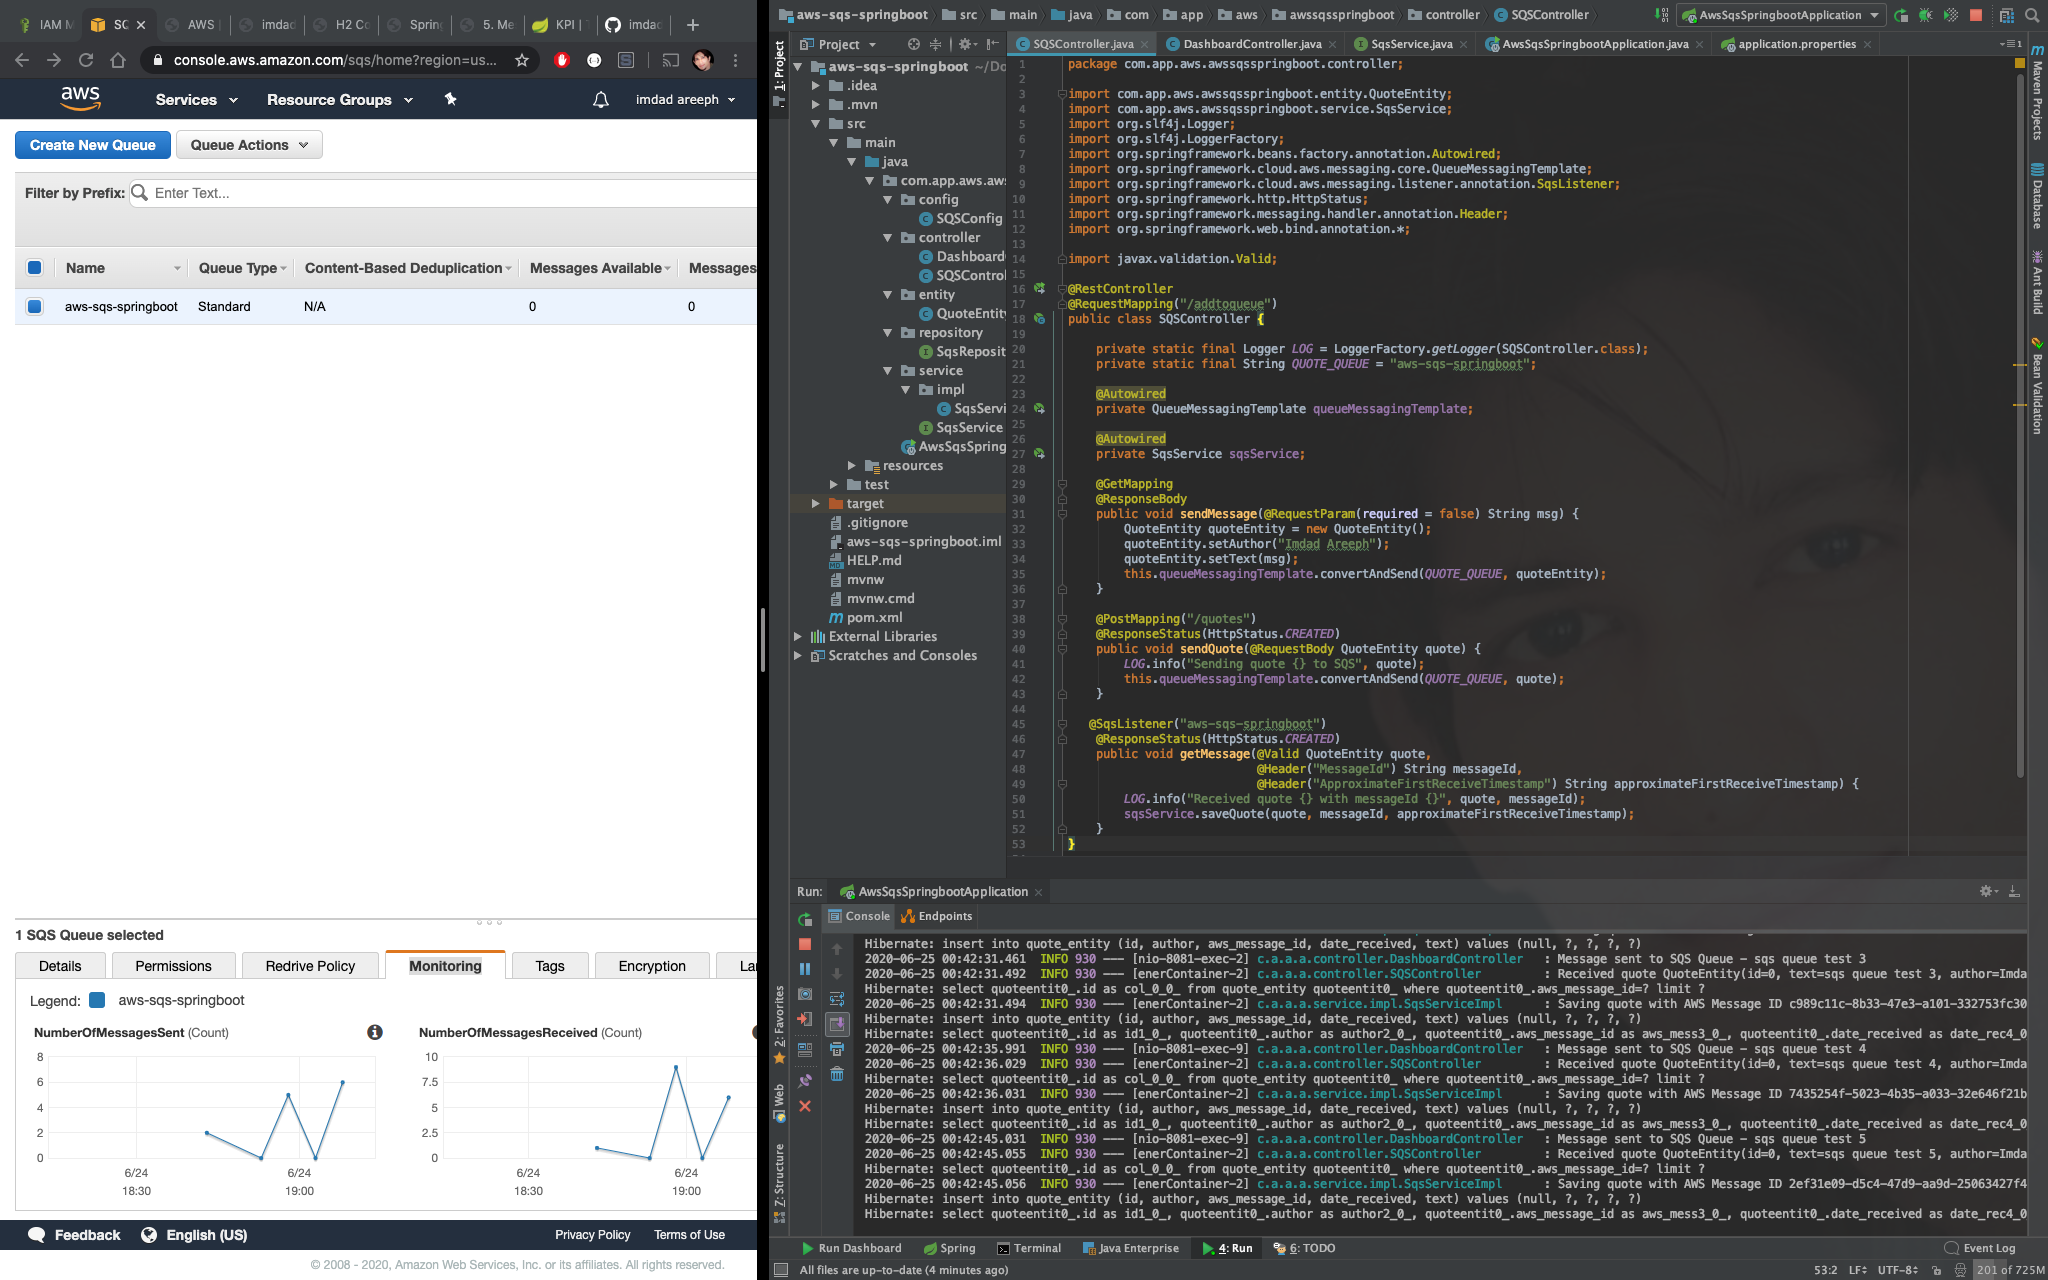 IAM M
SC
AWS
imdad
H2 Co
Spring
5. Me
KPI | T
imdad
console.aws.amazon.com/sqs/home?region=us...
aws
Services
Resource Groups
imdad areeph
Create New Queue
Queue Actions
Filter by Prefix:
Enter Text...
Name
Queue Type
Content-Based Deduplication
Messages Available
Messages
aws-sqs-springboot
Standard
N/A
0
0
1 SQS Queue selected
Details
Permissions
Redrive Policy
Monitoring
Tags
Encryption
La
Legend:
aws-sqs-springboot
NumberOfMessagesSent (Count)
8
6
4
2
0
6/24
18:30
6/24
19:00
NumberOfMessagesReceived (Count)
10
7.5
5
2.5
0
6/24
18:30
6/24
19:00
Feedback
English (US)
Privacy Policy
Terms of Use
© 2008 - 2020, Amazon Web Services, Inc. or its affiliates. All rights reserved.
aws-sqs-springboot
src
main
java
com
app
aws
awssqsspringboot
controller
SQSController
AwsSqsSpringbootApplication
1: Project
Project
SQSController.java
DashboardController.java
SqsService.java
AwsSqsSpringbootApplication.java
application.properties
aws-sqs-springboot ~/Do
.idea
.mvn
src
main
java
com.app.aws.aws
config
SQSConfig
controller
Dashboard
SQSControl
entity
QuoteEntity
repository
SqsReposit
service
impl
SqsServi
SqsService
AwsSqsSpring
resources
test
target
.gitignore
aws-sqs-springboot.iml
HELP.md
mvnw
mvnw.cmd
pom.xml
External Libraries
Scratches and Consoles
1 package com.app.aws.awssqsspringboot.controller;
2
3 import com.app.aws.awssqsspringboot.entity.QuoteEntity;
4 import com.app.aws.awssqsspringboot.service.SqsService;
5 import org.slf4j.Logger;
6 import org.slf4j.LoggerFactory;
7 import org.springframework.beans.factory.annotation.Autowired;
8 import org.springframework.cloud.aws.messaging.core.QueueMessagingTemplate;
9 import org.springframework.cloud.aws.messaging.listener.annotation.SqsListener;
10 import org.springframework.http.HttpStatus;
11 import org.springframework.messaging.handler.annotation.Header;
12 import org.springframework.web.bind.annotation.*;
13
14 import javax.validation.Valid;
15
16 @RestController
17 @RequestMapping("/addtoqueue")
18 public class SQSController {
19
20 private static final Logger LOG = LoggerFactory.getLogger(SQSController.class);
21 private static final String QUOTE_QUEUE = "aws-sqs-springboot";
22
23 @Autowired
24 private QueueMessagingTemplate queueMessagingTemplate;
25
26 @Autowired
27 private SqsService sqsService;
28
29 @GetMapping
30 @ResponseBody
31 public void sendMessage(@RequestParam(required = false) String msg) {
32 QuoteEntity quoteEntity = new QuoteEntity();
33 quoteEntity.setAuthor("Imdad Areeph");
34 quoteEntity.setText(msg);
35 this.queueMessagingTemplate.convertAndSend(QUOTE_QUEUE, quoteEntity);
36 }
37
38 @PostMapping("/quotes")
39 @ResponseStatus(HttpStatus.CREATED)
40 public void sendQuote(@RequestBody QuoteEntity quote) {
41 LOG.info("Sending quote {} to SQS", quote);
42 this.queueMessagingTemplate.convertAndSend(QUOTE_QUEUE, quote);
43 }
44
45 @SqsListener("aws-sqs-springboot")
46 @ResponseStatus(HttpStatus.CREATED)
47 public void getMessage(@Valid QuoteEntity quote,
48 @Header("MessageId") String messageId,
49 @Header("ApproximateFirstReceiveTimestamp") String approximateFirstReceiveTimestamp) {
50 LOG.info("Received quote {} with messageId {}", quote, messageId);
51 sqsService.saveQuote(quote, messageId, approximateFirstReceiveTimestamp);
52 }
53 }
Maven Projects
Database
Ant Build
Bean Validation
2: Favorites
Web
Z: Structure
Run: AwsSqsSpringbootApplication
Console
Endpoints
Hibernate: insert into quote_entity (id, author, aws_message_id, date_received, text) values (null, ?, ?, ?, ?)
2020-06-25 00:42:31.461 INFO 930 --- [nio-8081-exec-2] c.a.a.a.controller.DashboardController : Message sent to SQS Queue - sqs queue test 3
2020-06-25 00:42:31.492 INFO 930 --- [enerContainer-2] c.a.a.a.controller.SQSController : Received quote QuoteEntity(id=0, text=sqs queue test 3, author=Imda
Hibernate: select quoteentit0_.id as col_0_0_ from quote_entity quoteentit0_ where quoteentit0_.aws_message_id=? limit ?
2020-06-25 00:42:31.494 INFO 930 --- [enerContainer-2] c.a.a.a.service.impl.SqsServiceImpl : Saving quote with AWS Message ID c989c11c-8b33-47e3-a101-332753fc30
Hibernate: insert into quote_entity (id, author, aws_message_id, date_received, text) values (null, ?, ?, ?, ?)
Hibernate: select quoteentit0_.id as id1_0_, quoteentit0_.author as author2_0_, quoteentit0_.aws_message_id as aws_mess3_0_, quoteentit0_.date_received as date_rec4_0
2020-06-25 00:42:35.991 INFO 930 --- [nio-8081-exec-9] c.a.a.a.controller.DashboardController : Message sent to SQS Queue - sqs queue test 4
2020-06-25 00:42:36.029 INFO 930 --- [enerContainer-2] c.a.a.a.controller.SQSController : Received quote QuoteEntity(id=0, text=sqs queue test 4, author=Imda
Hibernate: select quoteentit0_.id as col_0_0_ from quote_entity quoteentit0_ where quoteentit0_.aws_message_id=? limit ?
2020-06-25 00:42:36.031 INFO 930 --- [enerContainer-2] c.a.a.a.service.impl.SqsServiceImpl : Saving quote with AWS Message ID 7435254f-5023-4b35-a033-32e646f21b
Hibernate: insert into quote_entity (id, author, aws_message_id, date_received, text) values (null, ?, ?, ?, ?)
Hibernate: select quoteentit0_.id as id1_0_, quoteentit0_.author as author2_0_, quoteentit0_.aws_message_id as aws_mess3_0_, quoteentit0_.date_received as date_rec4_0
2020-06-25 00:42:45.031 INFO 930 --- [nio-8081-exec-9] c.a.a.a.controller.DashboardController : Message sent to SQS Queue - sqs queue test 5
2020-06-25 00:42:45.055 INFO 930 --- [enerContainer-2] c.a.a.a.controller.SQSController : Received quote QuoteEntity(id=0, text=sqs queue test 5, author=Imda
Hibernate: select quoteentit0_.id as col_0_0_ from quote_entity quoteentit0_ where quoteentit0_.aws_message_id=? limit ?
2020-06-25 00:42:45.056 INFO 930 --- [enerContainer-2] c.a.a.a.service.impl.SqsServiceImpl : Saving quote with AWS Message ID 2ef31e09-d5c4-47d9-aa9d-25063427f4
Hibernate: insert into quote_entity (id, author, aws_message_id, date_received, text) values (null, ?, ?, ?, ?)
Hibernate: select quoteentit0_.id as id1_0_, quoteentit0_.author as author2_0_, quoteentit0_.aws_message_id as aws_mess3_0_, quoteentit0_.date_received as date_rec4_0
Run Dashboard
Spring
Terminal
Java Enterprise
4: Run
6: TODO
Event Log
All files are up-to-date (4 minutes ago)
53:2
LF
UTF-8
201 of 725M